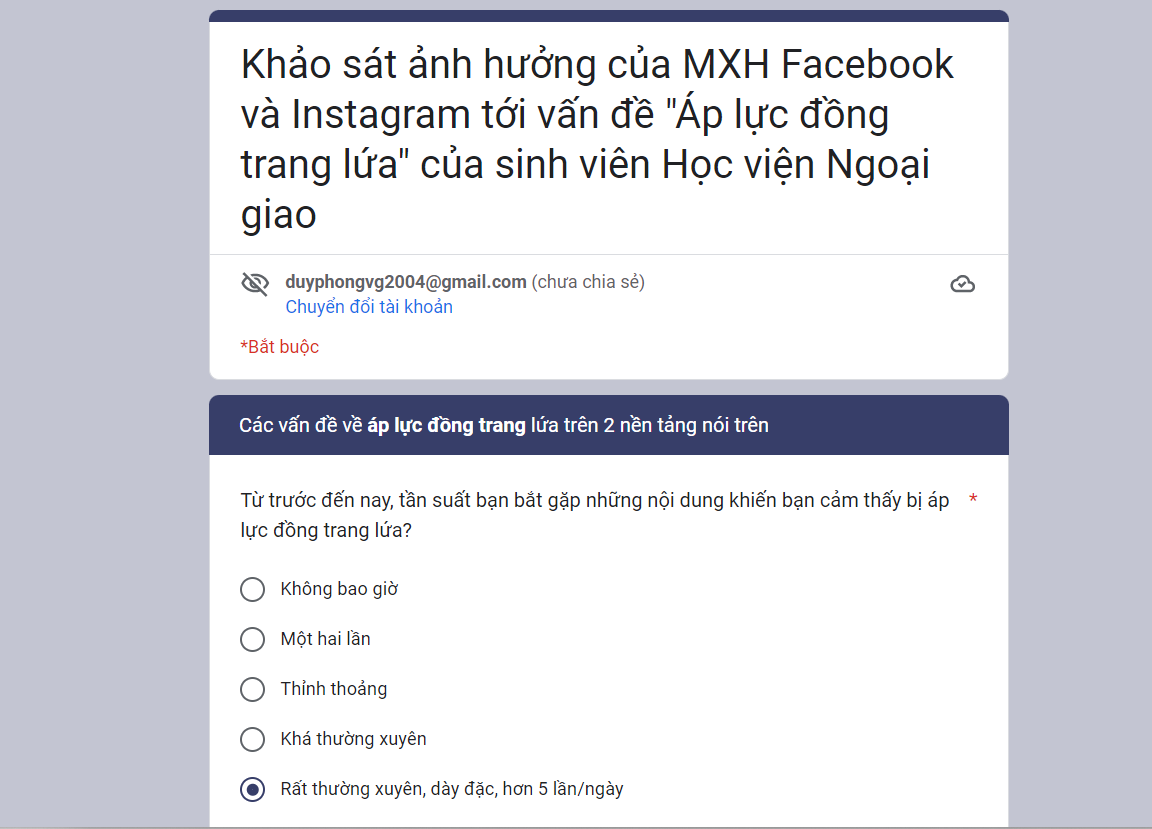 Khảo sát ảnh hưởng của MXH Facebook
và Instagram tới vấn đề "Áp lực đồng
trang lứa" của sinh viên Học viện Ngoại
giao
duyphongvg2004@gmail.com (chưa chia sẻ)
Chuyển đổi tài khoản
*Bắt buộc
Các vấn đề về áp lực đồng trang lứa trên 2 nền tảng nói trên
Từ trước đến nay, tần suất bạn bắt gặp những nội dung khiến bạn cảm thấy bị áp *
lực đồng trang lứa?
Không bao giờ
Một hai lần
Thỉnh thoảng
Khá thường xuyên
Rất thường xuyên, dày đặc, hơn 5 lần/ngày